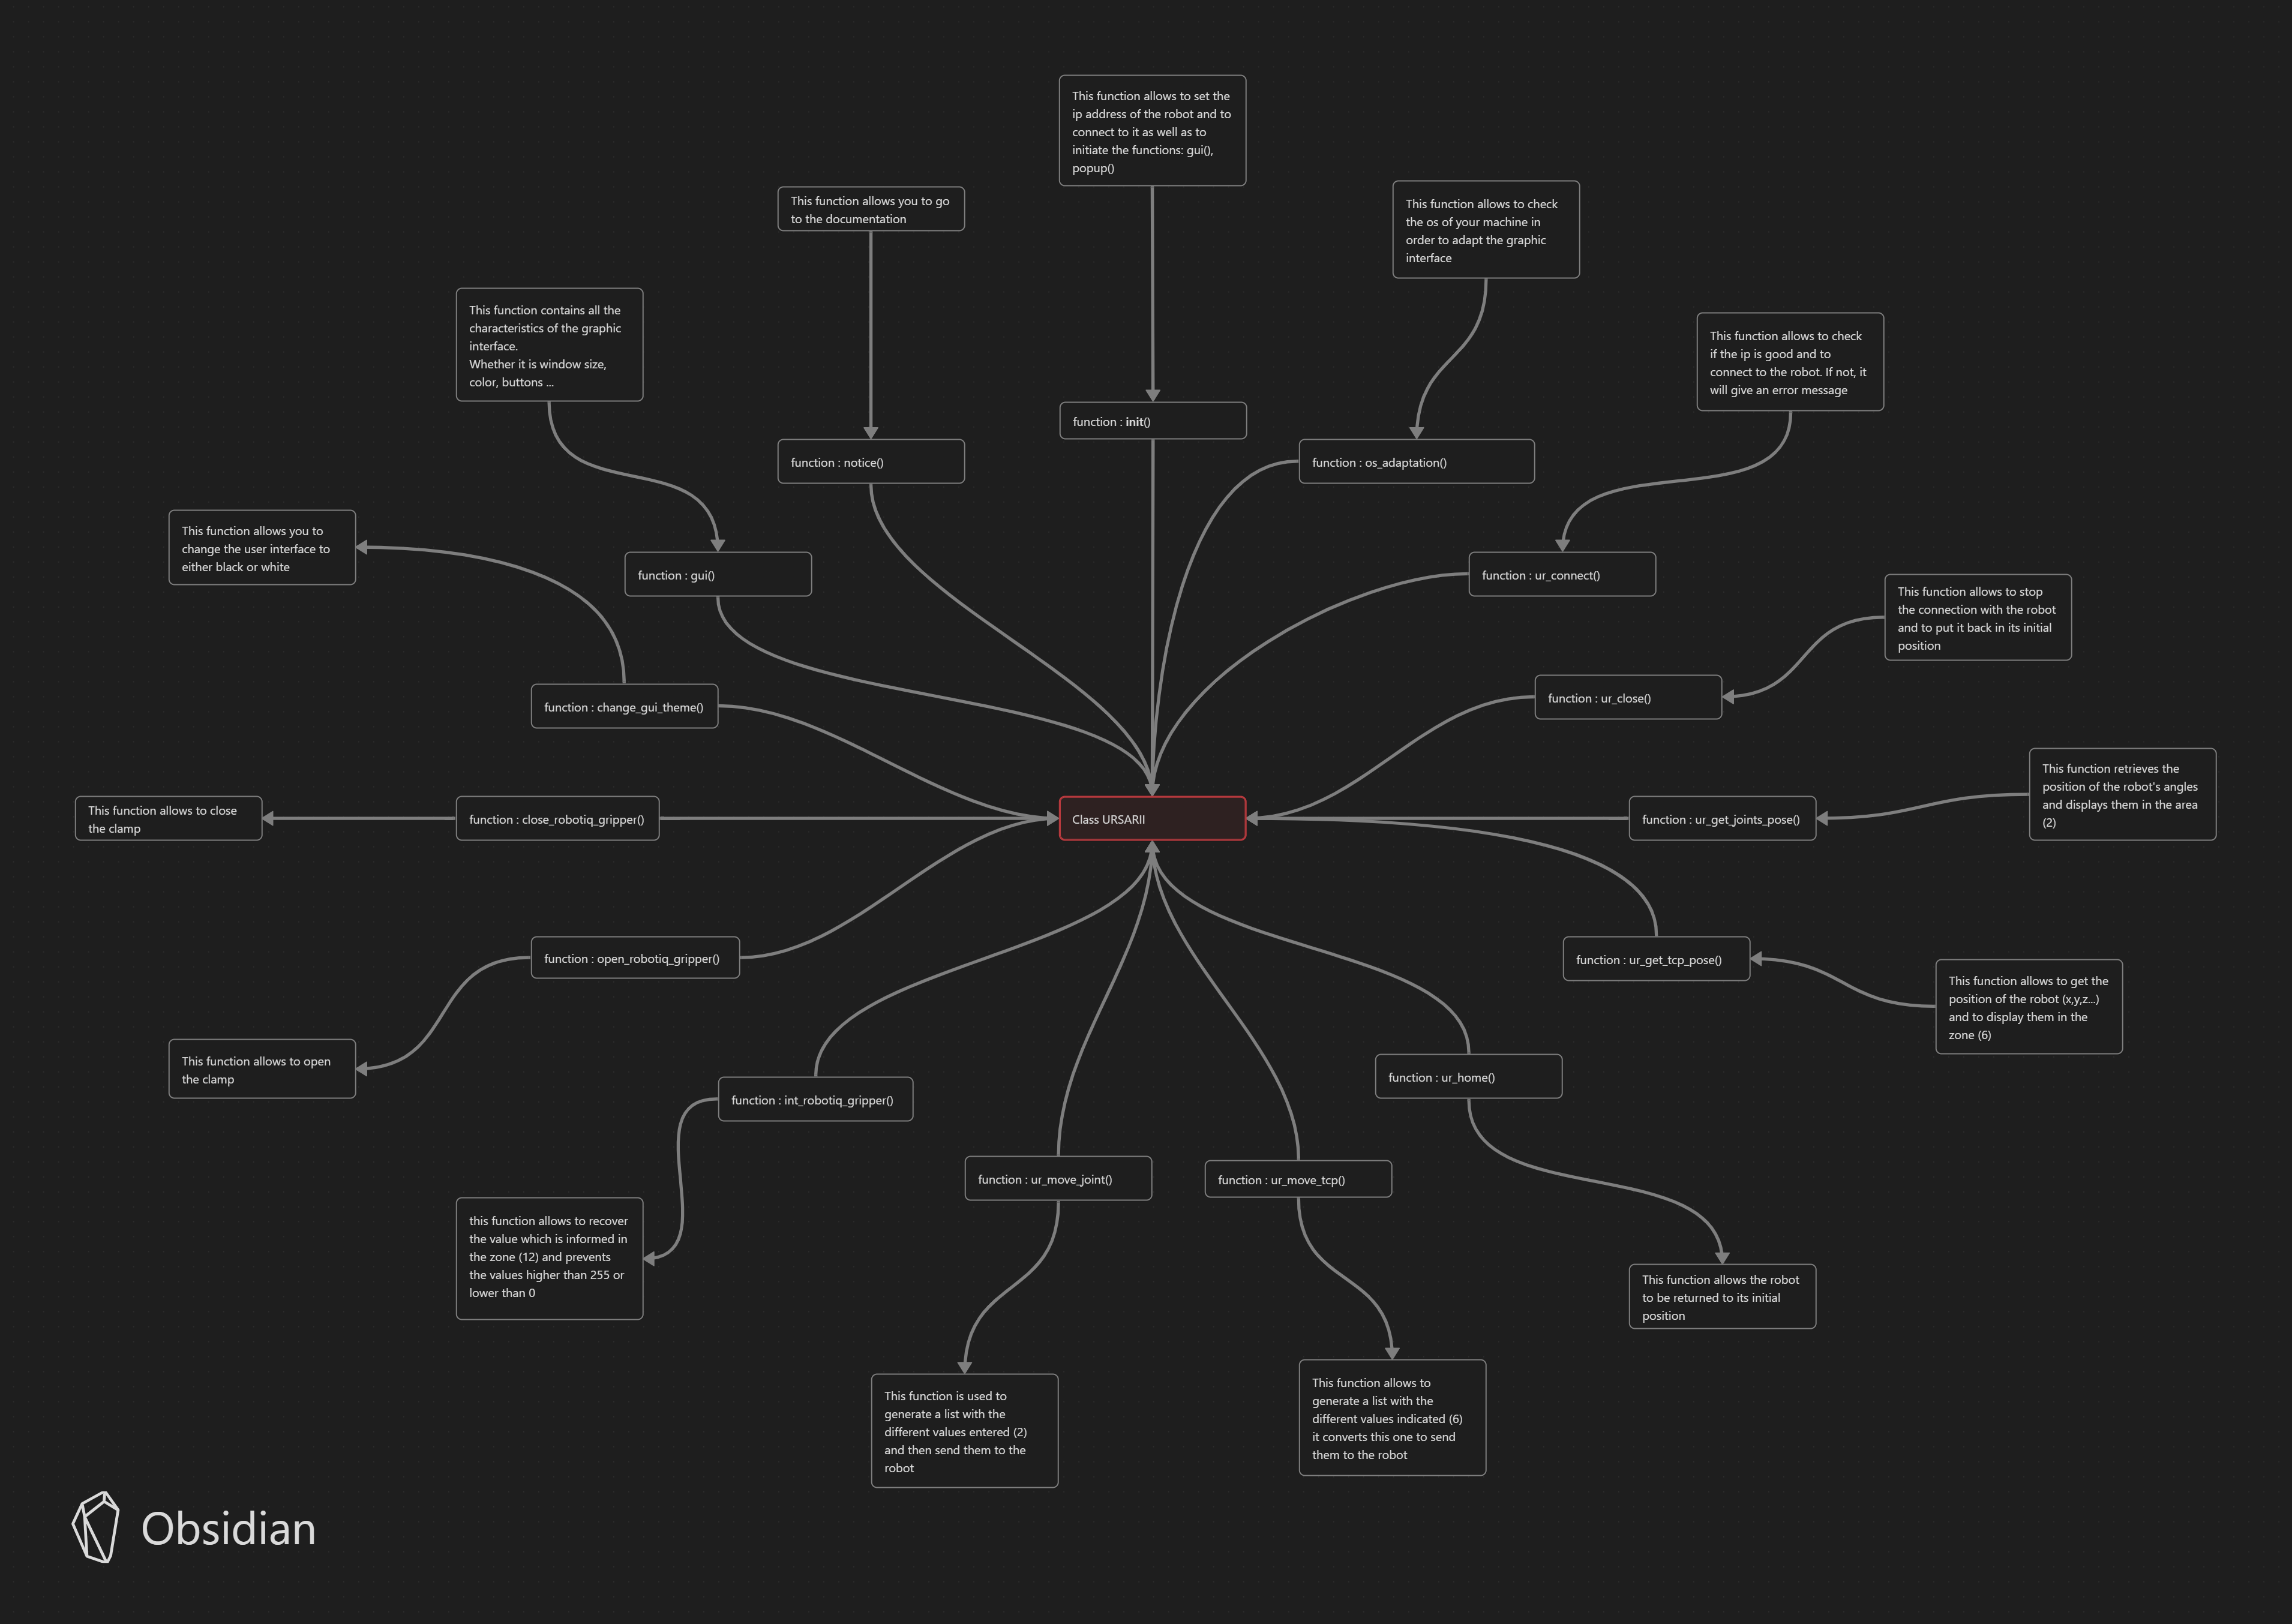 This function allows to set the
ip address of the robot and to
connect to it as well as to
initiate the functions: gui(),
popup()
This function allows you to go
to the documentation
This function allows to check
the os of your machine in
order to adapt the graphic
interface
This function contains all the
characteristics of the graphic
interface.
Whether it is window size,
color, buttons ...
This function allows to check
if the ip is good and to
connect to the robot. If not, it
will give an error message
function : init()
function : notice()
function : os_adaptation()
This function allows you to
change the user interface to
either black or white
function : gui()
function : ur_connect()
This function allows to stop
the connection with the robot
and to put it back in its initial
position
function : change_gui_theme()
function : ur_close()
This function retrieves the
position of the robot's angles
and displays them in the area
(2)
This function allows to close
the clamp
function : close_robotiq_gripper()
Class URSARII
function : ur_get_joints_pose()
function : open_robotiq_gripper()
function : ur_get_tcp_pose()
This function allows to get the
position of the robot (x,y,z...)
and to display them in the
zone (6)
This function allows to open
the clamp
function : int_robotiq_gripper()
function : ur_home()
function : ur_move_joint()
function : ur_move_tcp()
this function allows to recover
the value which is informed in
the zone (12) and prevents
the values higher than 255 or
lower than 0
This function allows the robot
to be returned to its initial
position
This function is used to
generate a list with the
different values entered (2)
and then send them to the
robot
This function allows to
generate a list with the
different values indicated (6)
it converts this one to send
them to the robot
Obsidian